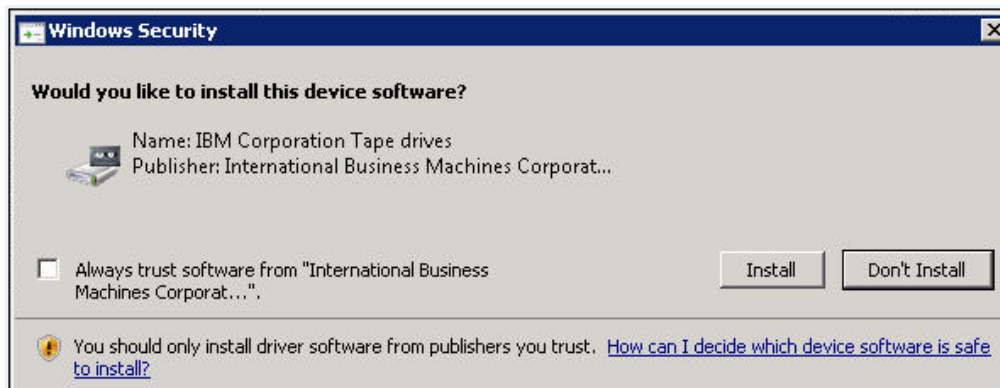 Windows Security
Would you like to install this device software?
Name: IBM Corporation Tape drives
Publisher: International Business Machines Corporat...
Always trust software from "International Business
Machines Corporat...".
Install
Don't Install
You should only install driver software from publishers you trust. How can I decide which device software is safe
to install?